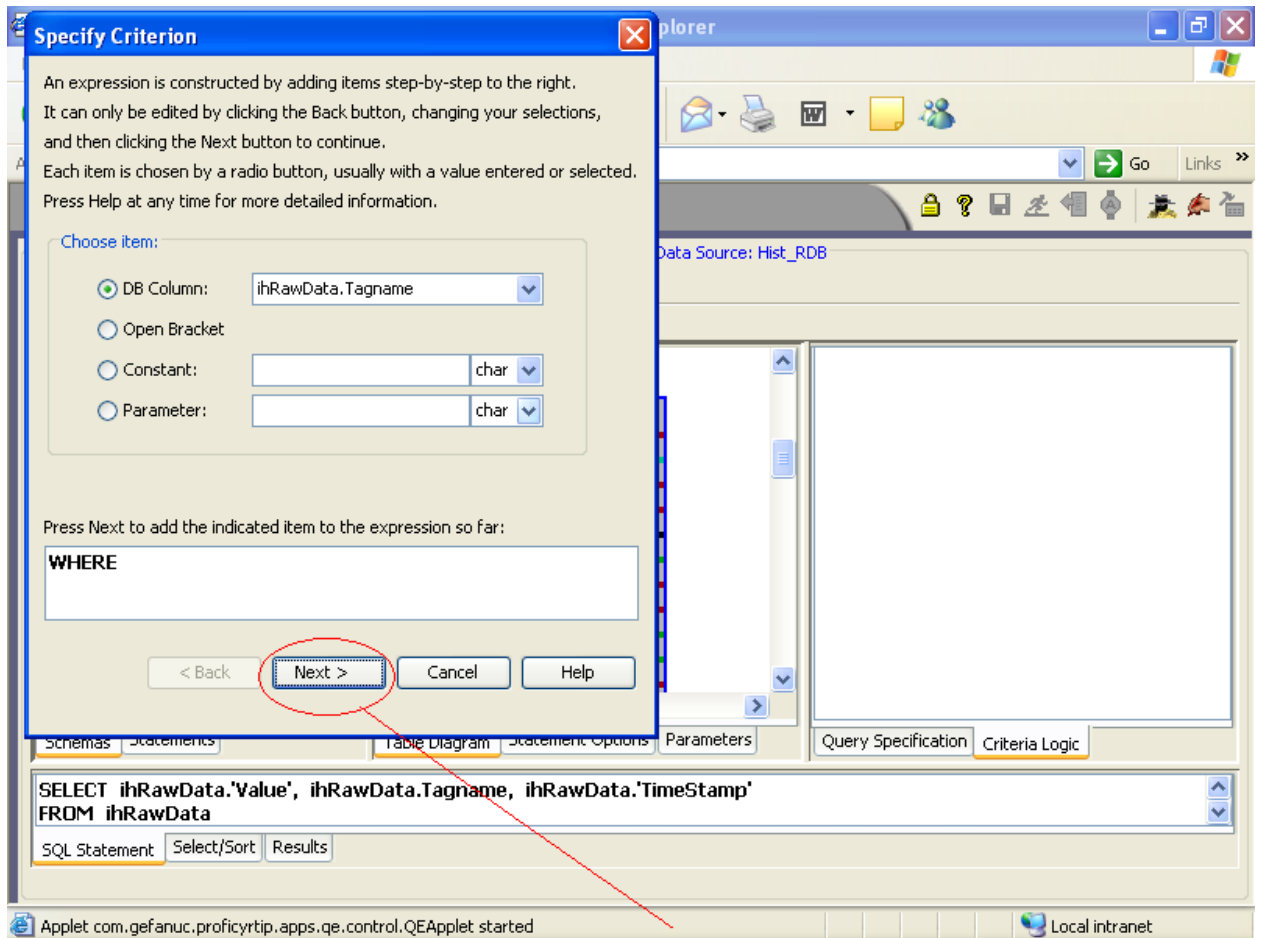 plorer
Specify Criterion
An expression is constructed by adding items step-by-step to the right.
It can only be edited by clicking the Back button, changing your selections,
and then clicking the Next button to continue.
Each item is chosen by a radio button, usually with a value entered or selected.
Press Help at any time for more detailed information.
Go Links »
Choose item:
Data Source: Hist_RDB
DB Column: ihRawData.Tagname
Open Bracket
Constant: char
Parameter: char
Press Next to add the indicated item to the expression so far:
WHERE
< Back Next > Cancel Help
Schemas Statements Table Diagram Statement Options Parameters Query Specification Criteria Logic
SELECT ihRawData.'Value', ihRawData.Tagname, ihRawData.'TimeStamp'
FROM ihRawData
SQL Statement Select/Sort Results
Applet com.gefanuc.proficyrtip.apps.qe.control.QEApplet started Local intranet